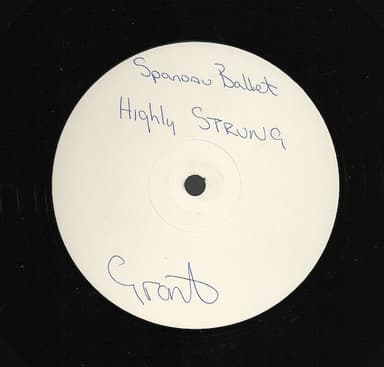 Spandau Ballet
Highly STRUNG
Grant